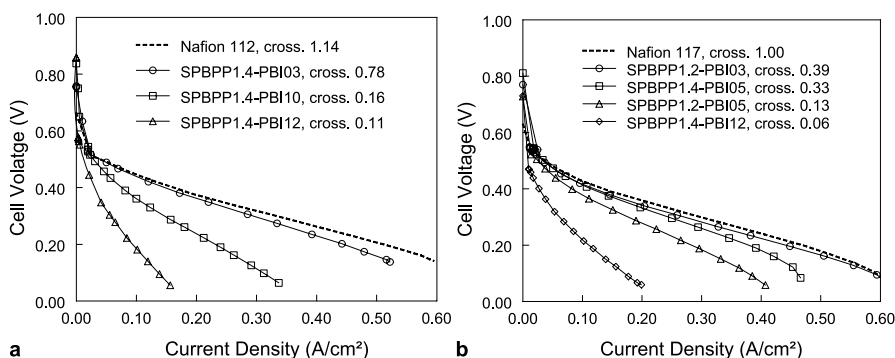 Nafion 112, cross. 1.14
SPBPP1.4-PBI03, cross. 0.78
SPBPP1.4-PBI10, cross. 0.16
SPBPP1.4-PBI12, cross. 0.11
Cell Volatge (V)
1.00
0.80
0.60
0.40
0.20
0.00
0.00 0.10 0.20 0.30 0.40 0.50 0.60
Current Density (A/cm²)
a
Nafion 117, cross. 1.00
SPBPP1.2-PBI03, cross. 0.39
SPBPP1.4-PBI05, cross. 0.33
SPBPP1.2-PBI05, cross. 0.13
SPBPP1.4-PBI12, cross. 0.06
Cell Voltage (V)
1.00
0.80
0.60
0.40
0.20
0.00
0.00 0.10 0.20 0.30 0.40 0.50 0.60
Current Density (A/cm²)
b